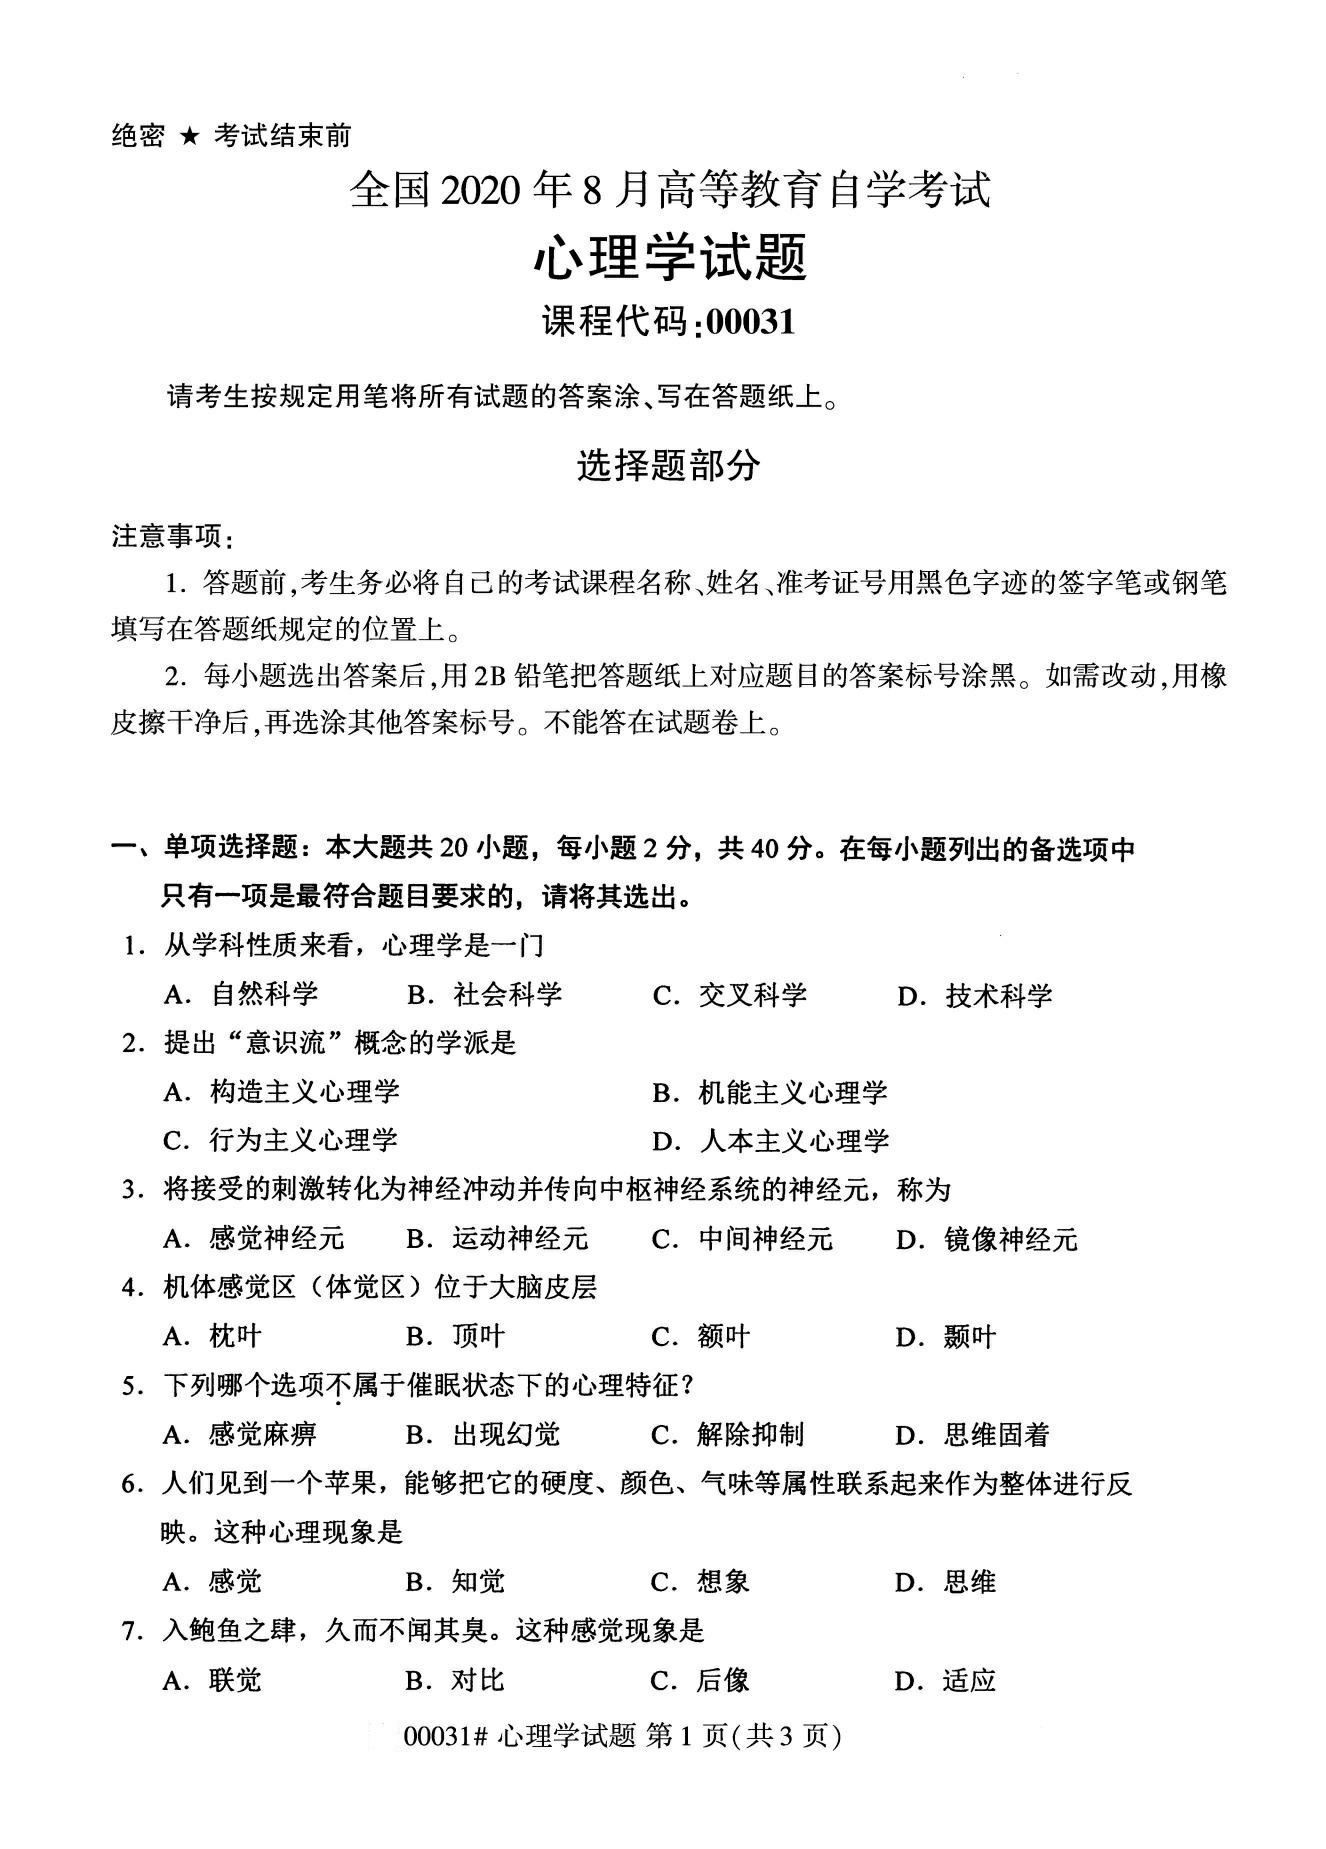 绝密 ★ 考试结束前
全国 2020 年 8 月高等教育自学考试
心理学试题
课程代码:00031
请考生按规定用笔将所有试题的答案涂、写在答题纸上。
选择题部分
注意事项:
1. 答题前,考生务必将自己的考试课程名称、姓名、准考证号用黑色字迹的签字笔或钢笔
填写在答题纸规定的位置上。
2. 每小题选出答案后,用 2B 铅笔把答题纸上对应题目的答案标号涂黑。如需改动,用橡
皮擦干净后,再选涂其他答案标号。不能答在试题卷上。
一、单项选择题：本大题共 20 小题，每小题 2 分，共 40 分。在每小题列出的备选项中
只有一项是最符合题目要求的，请将其选出。
1. 从学科性质来看，心理学是一门
A. 自然科学 B. 社会科学 C. 交叉科学 D. 技术科学
2. 提出“意识流”概念的学派是
A. 构造主义心理学 B. 机能主义心理学
C. 行为主义心理学 D. 人本主义心理学
3. 将接受的刺激转化为神经冲动并传向中枢神经系统的神经元，称为
A. 感觉神经元 B. 运动神经元 C. 中间神经元 D. 镜像神经元
4. 机体感觉区（体觉区）位于大脑皮层
A. 枕叶 B. 顶叶 C. 额叶 D. 颞叶
5. 下列哪个选项不属于催眠状态下的心理特征?
A. 感觉麻痹 B. 出现幻觉 C. 解除抑制 D. 思维固着
6. 人们见到一个苹果，能够把它的硬度、颜色、气味等属性联系起来作为整体进行反
映。这种心理现象是
A. 感觉 B. 知觉 C. 想象 D. 思维
7. 入鲍鱼之肆，久而不闻其臭。这种感觉现象是
A. 联觉 B. 对比 C. 后像 D. 适应
00031# 心理学试题 第 1 页(共 3 页)